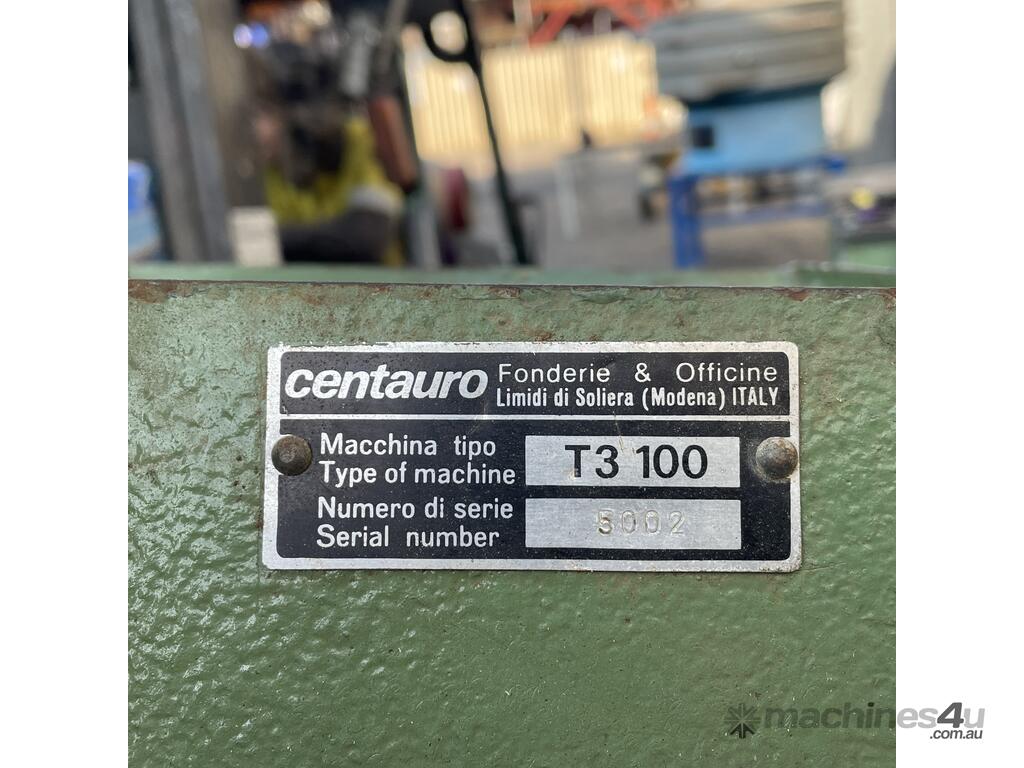 centauro Fonderie & Officine
Limidi di Soliera (Modena) ITALY
Macchina tipo
Type of machine
T3 100
Numero di serie
Serial number
5002
machines4u
.com.au